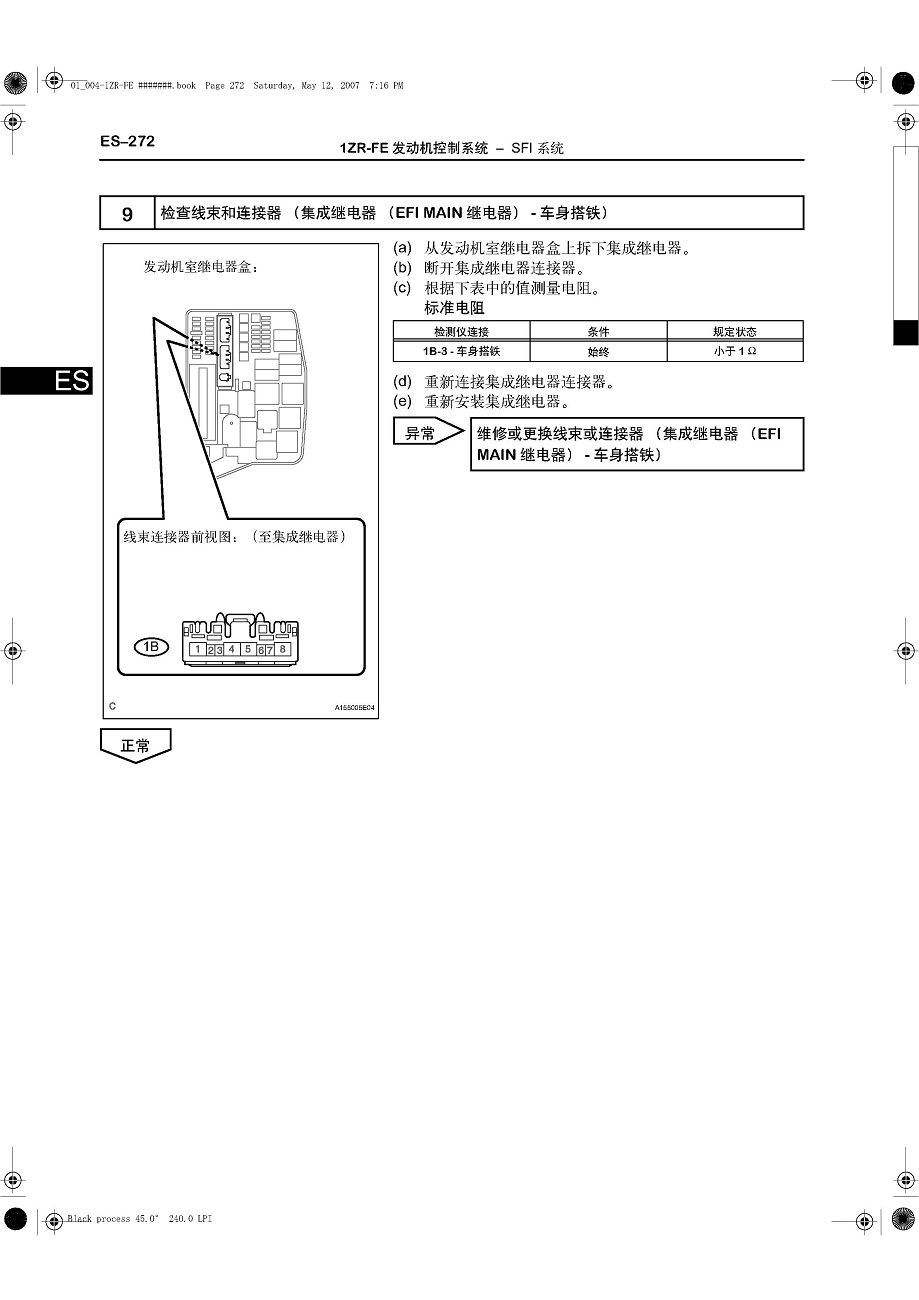 01_004-1ZR-FE #######.book Page 272 Saturday, May 12, 2007 7:16 PM
ES–272
1ZR-FE 发动机控制系统 – SFI 系统
9 检查线束和连接器 （集成继电器 （EFI MAIN 继电器） - 车身搭铁）
发动机室继电器盒：
线束连接器前视图：（至集成继电器）
1B
1 2 3 4 5 6 7 8
C
A155005E04
(a) 从发动机室继电器盒上拆下集成继电器。
(b) 断开集成继电器连接器。
(c) 根据下表中的值测量电阻。
标准电阻
检测仪连接 条件 规定状态
1B-3 - 车身搭铁 始终 小于 1 Ω
(d) 重新连接集成继电器连接器。
(e) 重新安装集成继电器。
异常
维修或更换线束或连接器 （集成继电器 （EFI
MAIN 继电器） - 车身搭铁）
ES
正常
Black process 45.0° 240.0 LPI